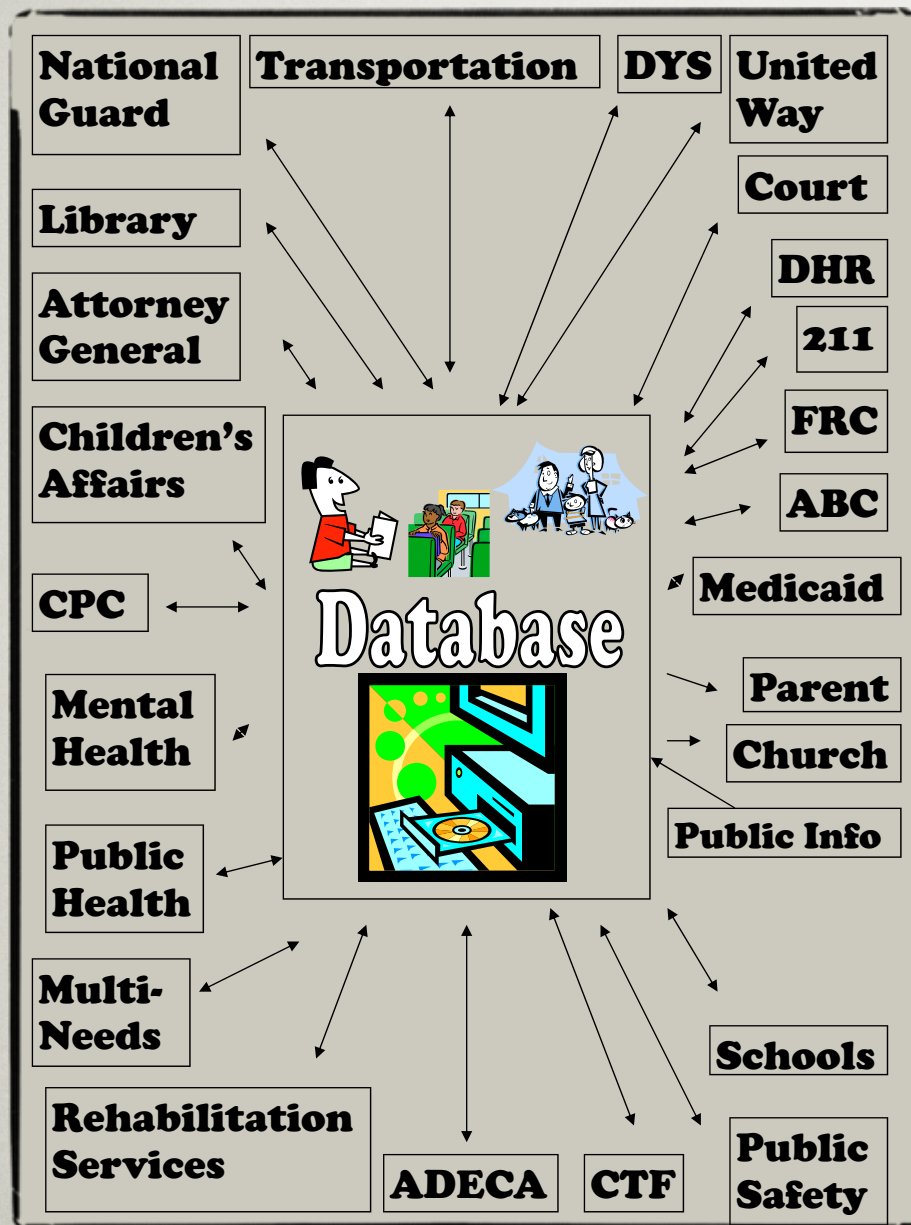 National
Guard
Transportation
DYS
United
Way
Court
Library
DHR
Attorney
General
211
Children's
Affairs
FRC
ABC
CPC
Medicaid
Database
Mental
Health
Parent
Church
Public Info
Public
Health
Multi-
Needs
Schools
Rehabilitation
Services
ADECA
CTF
Public
Safety